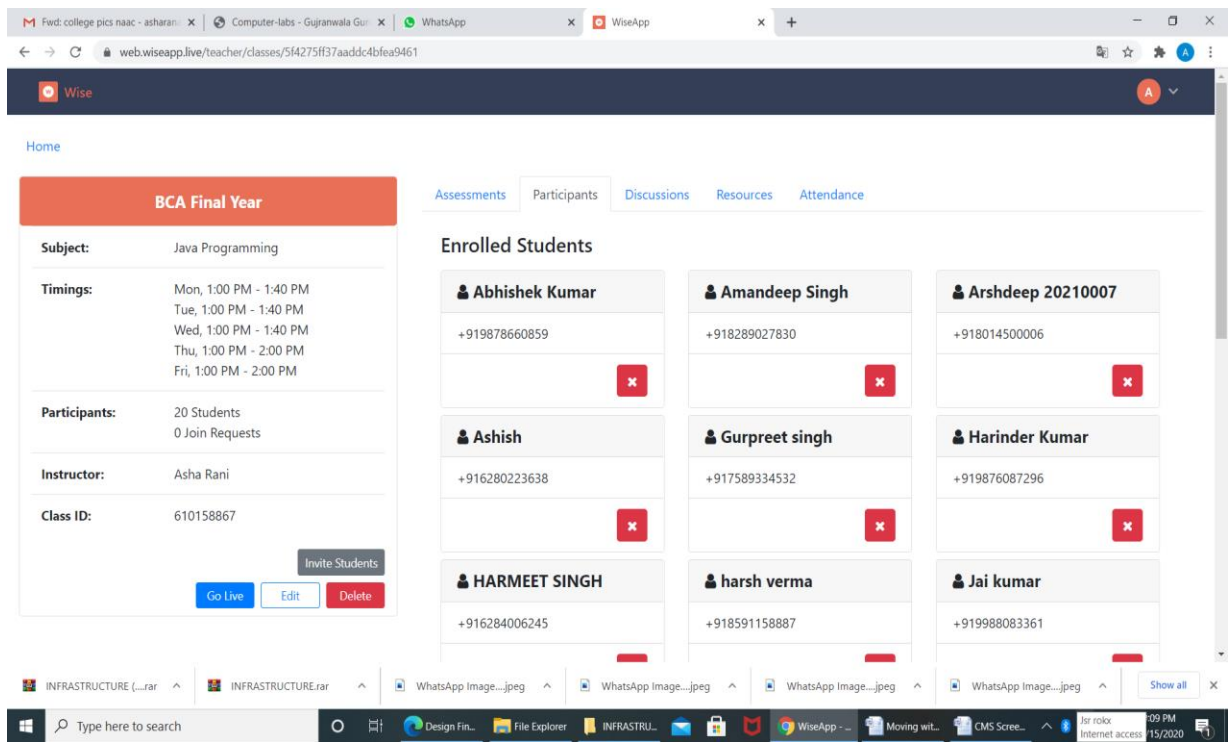 Fwd: college pics naac - asharan
Computer-labs - Gujranwala Gur
WhatsApp
WiseApp
web.wiseapp.live/teacher/classes/5f4275ff37aaddc4bfea9461
A
Wise
A
Home
BCA Final Year
Subject: Java Programming
Timings: Mon, 1:00 PM - 1:40 PM
Tue, 1:00 PM - 1:40 PM
Wed, 1:00 PM - 1:40 PM
Thu, 1:00 PM - 2:00 PM
Fri, 1:00 PM - 2:00 PM
Participants: 20 Students
0 Join Requests
Instructor: Asha Rani
Class ID: 610158867
Invite Students
Go Live Edit Delete
Assessments Participants Discussions Resources Attendance
Enrolled Students
Abhishek Kumar Amandeep Singh Arshdeep 20210007
+919878660859 +918289027830 +918014500006
Ashish Gurpreet singh Harinder Kumar
+916280223638 +917589334532 +919876087296
HARMEET SINGH harsh verma Jai kumar
+916284006245 +918591158887 +919988083361
INFRASTRUCTURE (....rar INFRASTRUCTURE.rar WhatsApp Image....jpeg WhatsApp Image....jpeg WhatsApp Image....jpeg WhatsApp Image....jpeg Show all
Type here to search Design Fin... File Explorer INFRASTRU... WiseApp - ... Moving wit... CMS Scree...
Jsr rokx
Internet access
:09 PM
/15/2020